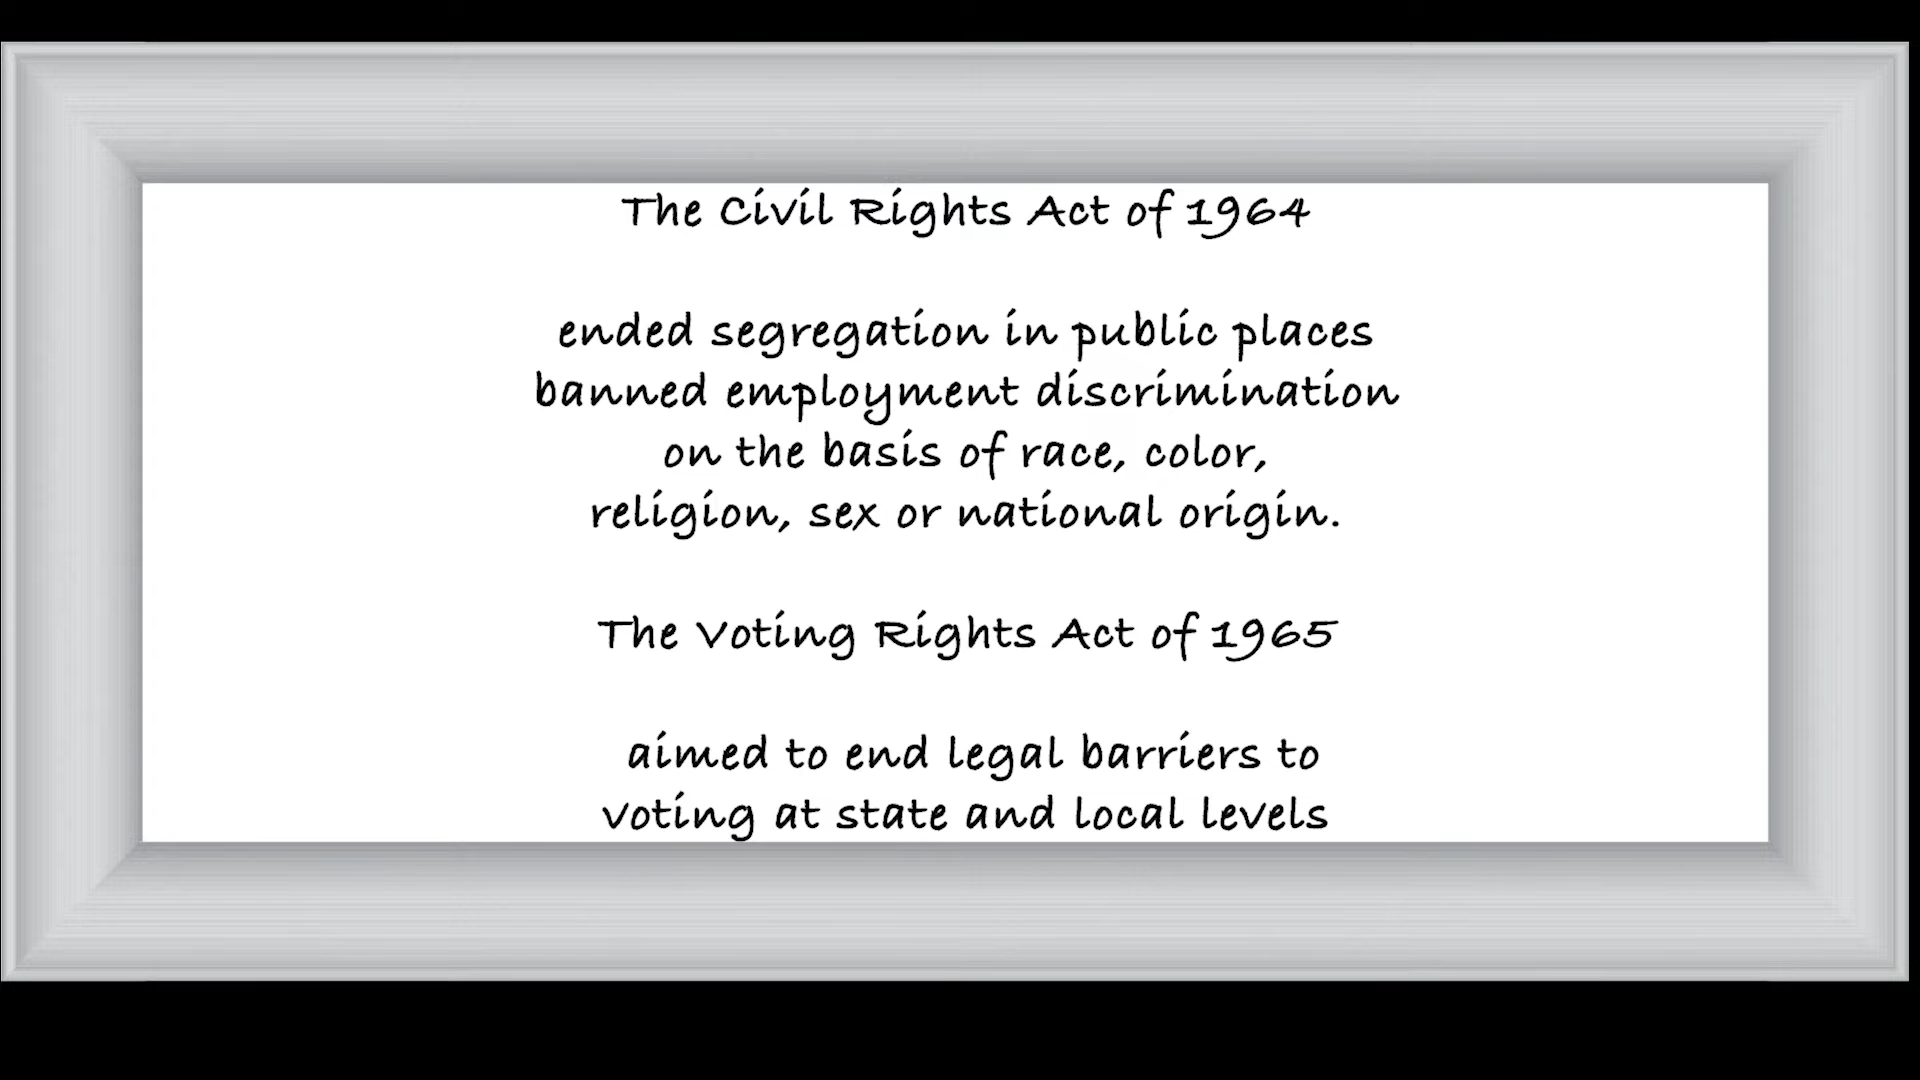 The Civil Rights Act of 1964
ended segregation in public places
banned employment discrimination
on the basis of race, color,
religion, sex or national origin.
The Voting Rights Act of 1965
aimed to end legal barriers to
voting at state and local levels